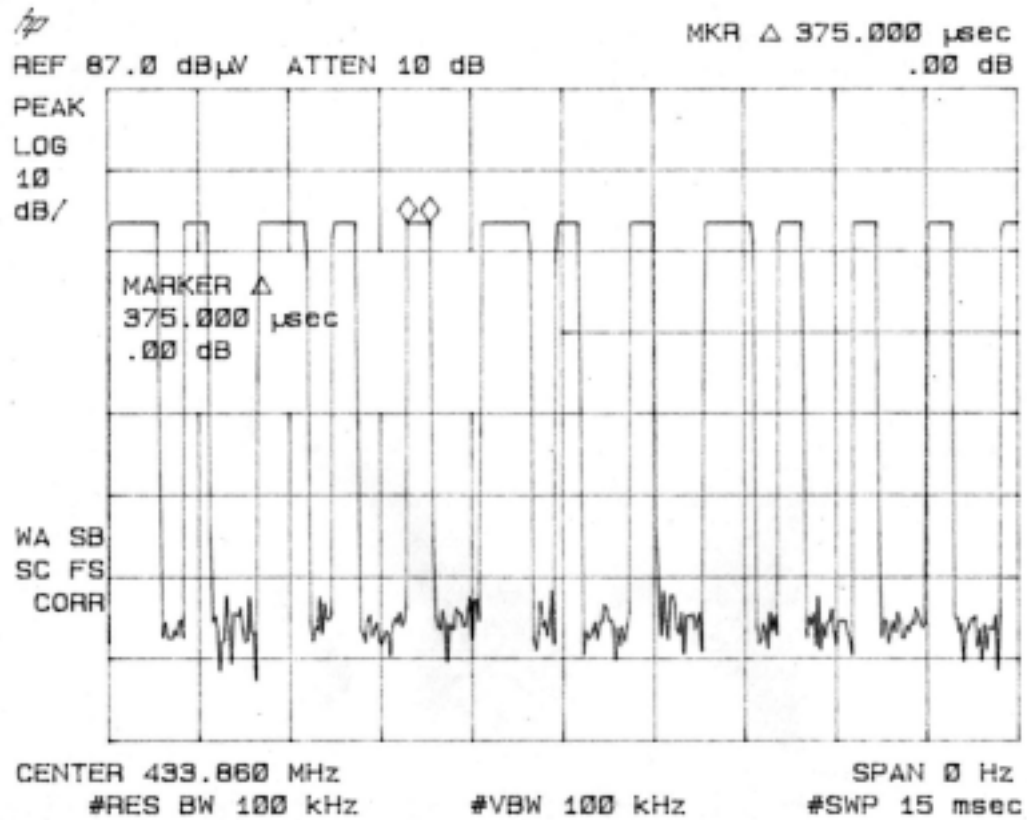 hp
MKR △ 375.000 µsec
REF 87.0 dBµV ATTEN 10 dB .00 dB
PEAK
LOG
10
dB/
MARKER △
375.000 µsec
.00 dB
WA SB
SC FS
CORR
CENTER 433.860 MHz SPAN 0 Hz
#RES BW 100 kHz #VBW 100 kHz #SWP 15 msec